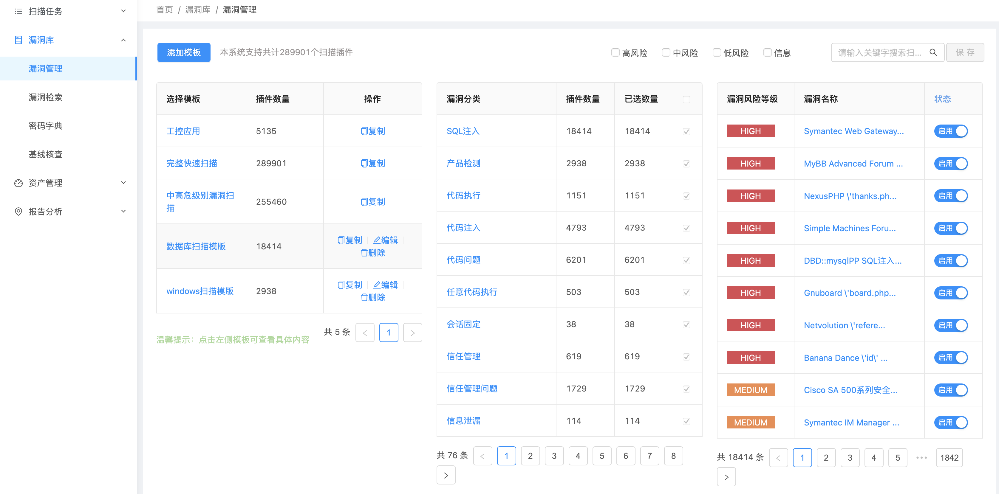 扫描任务
漏洞库
漏洞管理
漏洞检索
密码字典
基线核查
资产管理
报告分析
首页 / 漏洞库 / 漏洞管理
添加模板 本系统支持共计289901个扫描插件
高风险 中风险 低风险 信息
请输入关键字搜索扫... 保 存
选择模板 插件数量 操作
工控应用 5135 复制
完整快速扫描 289901 复制
中高危级别漏洞扫
描 255460 复制
数据库扫描模版 18414 复制 编辑
删除
windows扫描模版 2938 复制 编辑
删除
共 5 条 < 1 >
温馨提示：点击左侧模板可查看具体内容
漏洞分类 插件数量 已选数量
SQL注入 18414 18414
产品检测 2938 2938
代码执行 1151 1151
代码注入 4793 4793
代码问题 6201 6201
任意代码执行 503 503
会话固定 38 38
信任管理 619 619
信任管理问题 1729 1729
信息泄漏 114 114
共 76 条 < 1 2 3 4 5 6 7 8
>
漏洞风险等级 漏洞名称 状态
HIGH Symantec Web Gateway... 启用
HIGH MyBB Advanced Forum ... 启用
HIGH NexusPHP \'thanks.ph... 启用
HIGH Simple Machines Foru... 启用
HIGH DBD::mysqlPP SQL注入... 启用
HIGH Gnuboard \'board.php... 启用
HIGH Netvolution \'refere... 启用
HIGH Banana Dance \'id\' ... 启用
MEDIUM Cisco SA 500系列安全... 启用
MEDIUM Symantec IM Manager ... 启用
共 18414 条 < 1 2 3 4 5 ••• 1842
>